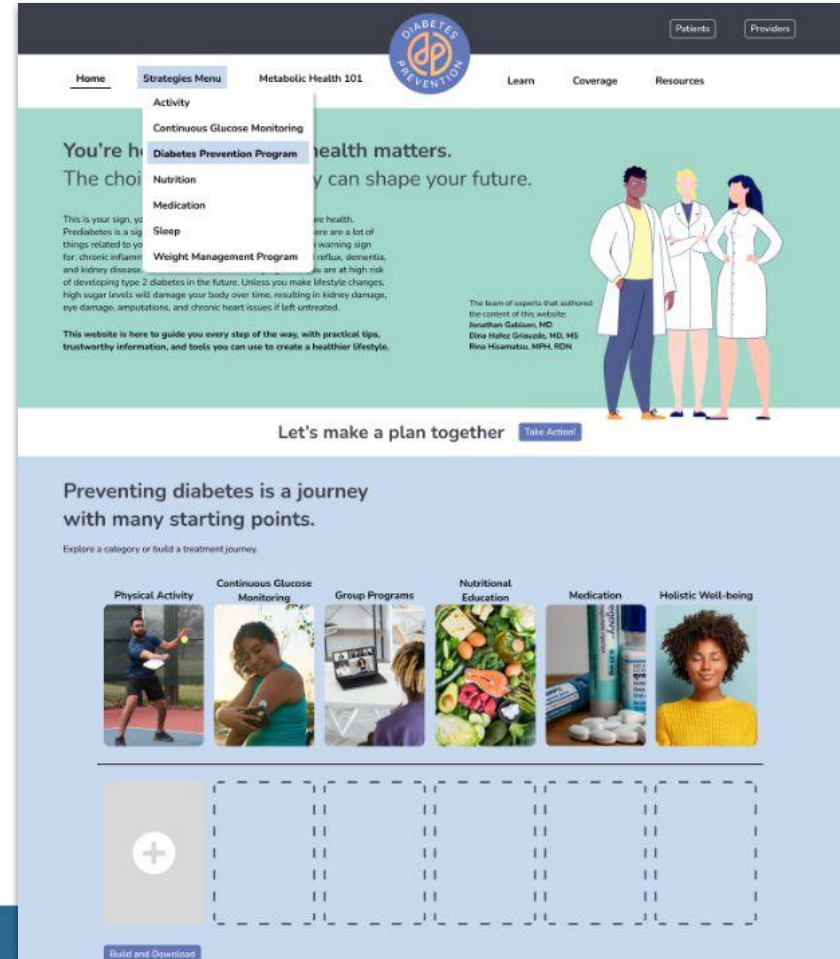 DIABETES
dp
PREVENTION
Patients Providers
Home Strategies Menu Metabolic Health 101 Learn Coverage Resources
Activity
Continuous Glucose Monitoring
Diabetes Prevention Program
Nutrition
Medication
Sleep
Weight Management Program
You're he health matters.
The choi y can shape your future.
This is your sign, yo re health.
Prediabetes is a sig ere are a lot of
things related to yo warning sign
for: chronic inflamm reflux, dementia,
and kidney disease. ou are at high risk
of developing type 2 diabetes in the future. Unless you make lifestyle changes,
high sugar levels will damage your body over time, resulting in kidney damage,
eye damage, amputations, and chronic heart issues if left untreated.
This website is here to guide you every step of the way, with practical tips,
trustworthy information, and tools you can use to create a healthier lifestyle.
The team of experts that authored
the content of this website:
Jonathan Gabison, MD
Dina Hafez Griauzde, MD, MS
Rina Hisamatsu, MPH, RDN
Let's make a plan together Take Action!
Preventing diabetes is a journey
with many starting points.
Explore a category or build a treatment journey.
Physical Activity
Continuous Glucose
Monitoring
Group Programs
Nutritional
Education
Medication
Holistic Well-being
Build and Download